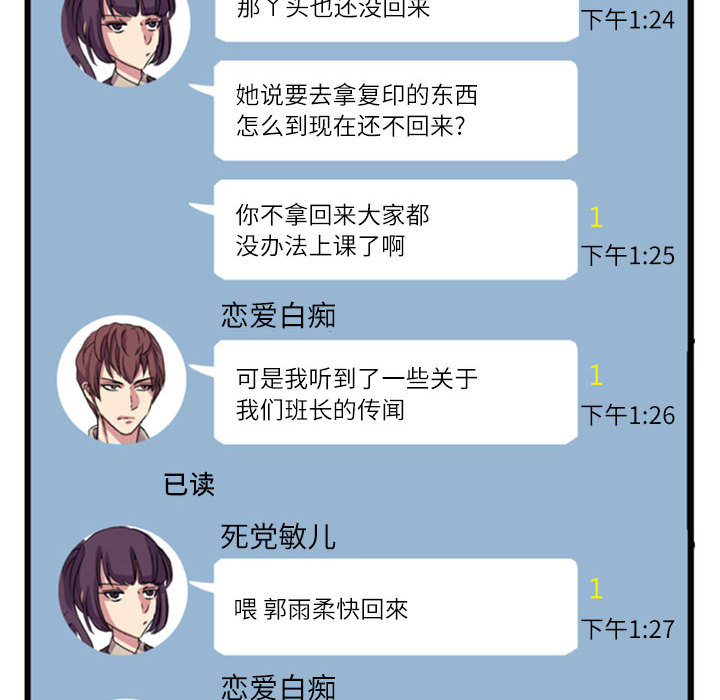 那丫头也还没回来
下午1:24
她说要去拿复印的东西
怎么到现在还不回来?
你不拿回来大家都
没办法上课了啊
1
下午1:25
恋爱白痴
可是我听到了一些关于
我们班长的传闻
1
下午1:26
已读
死党敏儿
喂 郭雨柔快回來
1
下午1:27
恋爱白痴